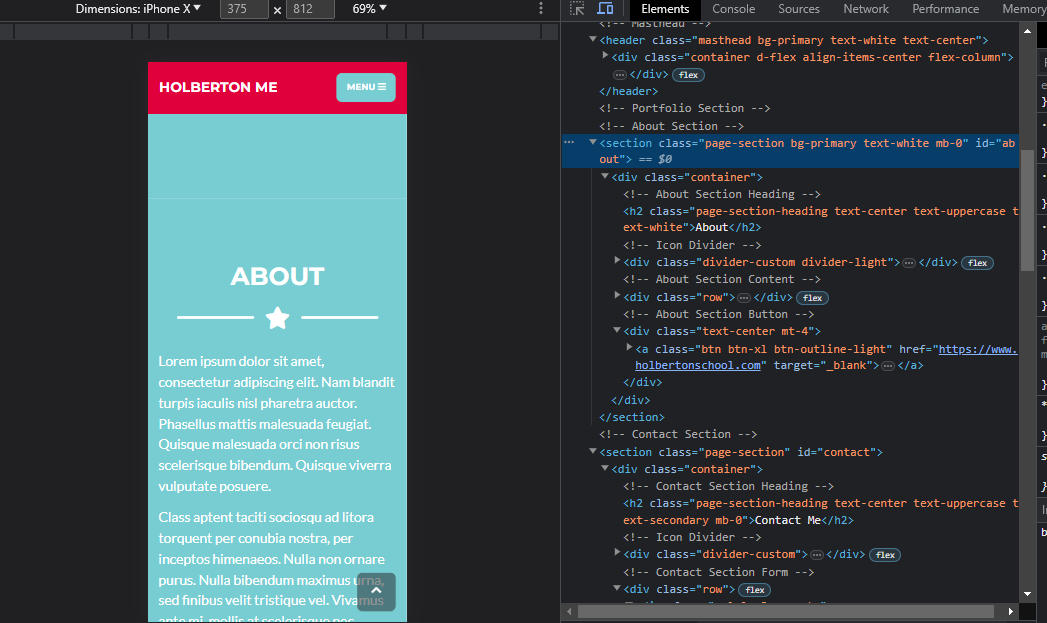 Dimensions: iPhone X ▼ 375 × 812 69% ▼
Elements Console Sources Network Performance Memory
HOLBERTON MEN
MENU
ABOUT
Lorem ipsum dolor sit amet,
consectetur adipiscing elit. Nam blandit
turpis iaculis nisl pharetra auctor.
Phasellus mattis malesuada feugiat.
Quisque malesuada orci non risus
scelerisque bibendum. Quisque viverra
vulputate posuere.
Class aptent taciti sociosqu ad litora
torquent per conubia nostra, per
inceptos himenaeos. Nulla non ornare
purus. Nulla bibendum maximus urna,
sed finibus velit tristique vel. Vivamus
ante mi, mollis at scelerisque nec,
<!-- Masthead -->
<header class="masthead bg-primary text-white text-center">
<div class="container d-flex align-items-center flex-column">
… </div> flex
</header>
<!-- Portfolio Section -->
<!-- About Section -->
<section class="page-section bg-primary text-white mb-0" id="ab
out"> == $0
<div class="container">
<!-- About Section Heading -->
<h2 class="page-section-heading text-center text-uppercase t
ext-white">About</h2>
<!-- Icon Divider -->
<div class="divider-custom divider-light"> … </div> flex
<!-- About Section Content -->
<div class="row"> … </div> flex
<!-- About Section Button -->
<div class="text-center mt-4">
<a class="btn btn-xl btn-outline-light" href="https://www.
holbertonschool.com" target="_blank"> … </a>
</div>
</div>
</section>
<!-- Contact Section -->
<section class="page-section" id="contact">
<div class="container">
<!-- Contact Section Heading -->
<h2 class="page-section-heading text-center text-uppercase t
ext-secondary mb-0">Contact Me</h2>
<!-- Icon Divider -->
<div class="divider-custom"> … </div> flex
<!-- Contact Section Form -->
<div class="row"> flex